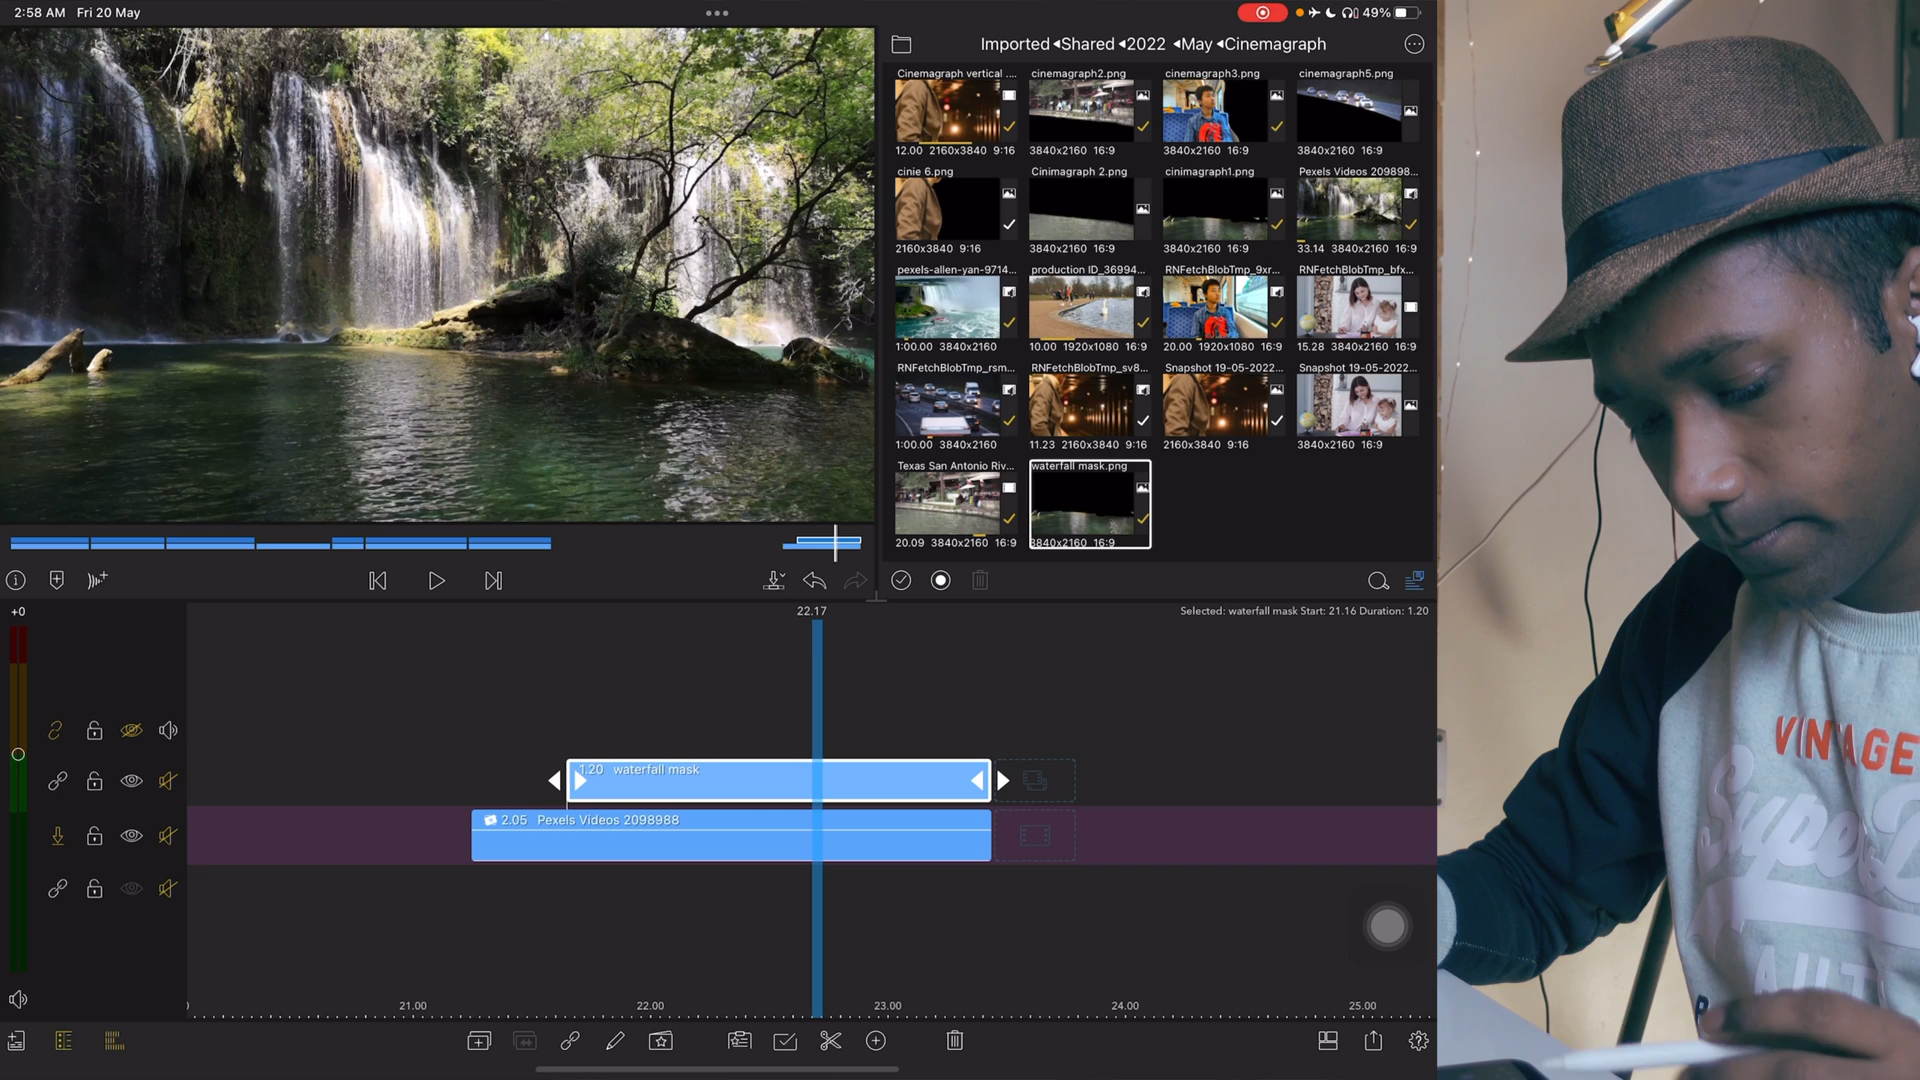 2:58 AM Fri 20 May
49%
Imported ◂Shared ◂2022 ◂May ◂Cinemagraph
Cinemagraph vertical ....
cinemagraph2.png
cinemagraph3.png
cinemagraph5.png
12.00 2160x3840 9:16
3840x2160 16:9
3840x2160 16:9
3840x2160 16:9
cinie 6.png
Cinimagraph 2.png
cinimagraph1.png
Pexels Videos 209898...
2160x3840 9:16
3840x2160 16:9
3840x2160 16:9
33.14 3840x2160 16:9
pexels-allen-yan-9714...
production ID_36994...
RNFetchBlobTmp_9xr...
RNFetchBlobTmp_bfx...
1:00.00 3840x2160
10.00 1920x1080 16:9
20.00 1920x1080 16:9
15.28 3840x2160 16:9
RNFetchBlobTmp_rsm...
RNFetchBlobTmp_sv8...
Snapshot 19-05-2022...
Snapshot 19-05-2022...
1:00.00 3840x2160
11.23 2160x3840 9:16
2160x3840 9:16
3840x2160 16:9
Texas San Antonio Riv...
waterfall mask.png
20.09 3840x2160 16:9
3840x2160 16:9
+0
22.17
Selected: waterfall mask Start: 21.16 Duration: 1.20
1.20 waterfall mask
2.05 Pexels Videos 2098988
21.00
22.00
23.00
24.00
25.00
VINTAGE
Super